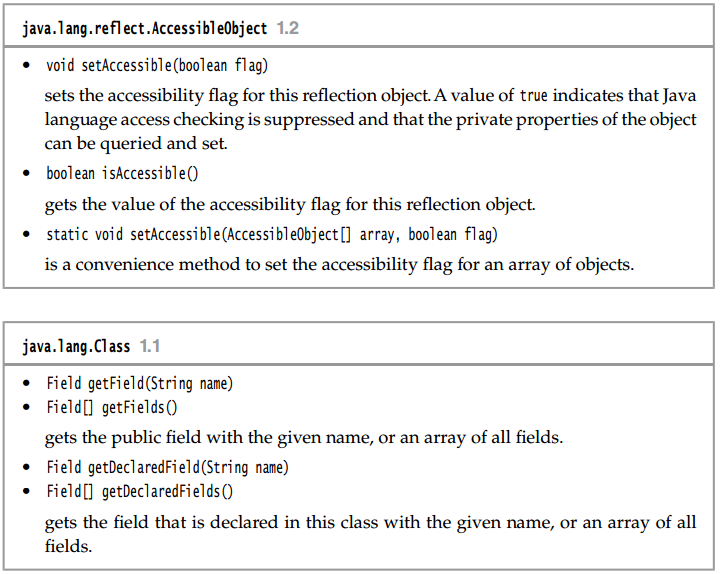 java.lang.reflect.AccessibleObject 1.2
• void setAccessible(boolean flag)
sets the accessibility flag for this reflection object. A value of true indicates that Java
language access checking is suppressed and that the private properties of the object
can be queried and set.
• boolean isAccessible()
gets the value of the accessibility flag for this reflection object.
• static void setAccessible(AccessibleObject[] array, boolean flag)
is a convenience method to set the accessibility flag for an array of objects.
java.lang.Class 1.1
• Field getField(String name)
• Field[] getFields()
gets the public field with the given name, or an array of all fields.
• Field getDeclaredField(String name)
• Field[] getDeclaredFields()
gets the field that is declared in this class with the given name, or an array of all
fields.